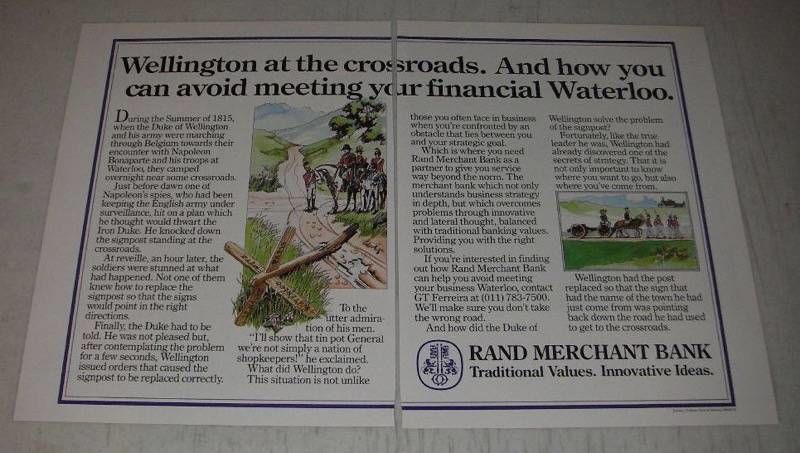 Wellington at the crossroads. And how you
can avoid meeting your financial Waterloo.
During the Summer of 1815,
when the Duke of Wellington
and his army were marching
through Belgium towards their
encounter with Napoleon
Bonaparte and his troops at
Waterloo, they camped
overnight near some crossroads.
Just before dawn one of
Napoleon's spies, who had been
keeping the English army under
surveillance, hit on a plan which
he thought would thwart the
Iron Duke. He knocked down
the signpost standing at the
crossroads.
At reveille, an hour later, the
soldiers were stunned at what
had happened. Not one of them
knew how to replace the
signpost so that the signs
would point in the right
directions.
Finally, the Duke had to be
told. He was not pleased but,
after contemplating the problem
for a few seconds, Wellington
issued orders that caused the
signpost to be replaced correctly.
To the
utter admira-
tion of his men.
"I'll show that tin pot General
we're not simply a nation of
shopkeepers!" he exclaimed.
What did Wellington do?
This situation is not unlike
those you often face in business
when you're confronted by an
obstacle that lies between you
and your strategic goal.
Which is where you need
Rand Merchant Bank as a
partner to give you service
way beyond the norm. The
merchant bank which not only
understands business strategy
in depth, but which overcomes
problems through innovative
and lateral thought, balanced
with traditional banking values.
Providing you with the right
solutions.
If you're interested in finding
out how Rand Merchant Bank
can help you avoid meeting
your business Waterloo, contact
GT Ferreira at (011) 783-7500.
We'll make sure you don't take
the wrong road.
And how did the Duke of
Wellington solve the problem
of the signpost?
Fortunately, like the true
leader he was, Wellington had
already discovered one of the
secrets of strategy. That it is
not only important to know
where you want to go, but also
where you've come from.
Wellington had the post
replaced so that the sign that
had the name of the town he had
just come from was pointing
back down the road he had used
to get to the crossroads.
RAND MERCHANT BANK
Traditional Values. Innovative Ideas.